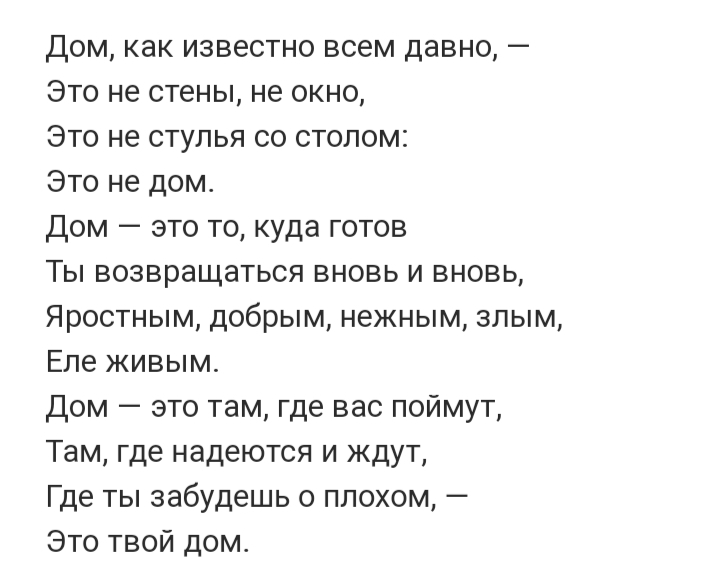 Дом, как известно всем давно, —
Это не стены, не окно,
Это не стулья со столом:
Это не дом.
Дом — это то, куда готов
Ты возвращаться вновь и вновь,
Яростным, добрым, нежным, злым,
Еле живым.
Дом — это там, где вас поймут,
Там, где надеются и ждут,
Где ты забудешь о плохом, —
Это твой дом.